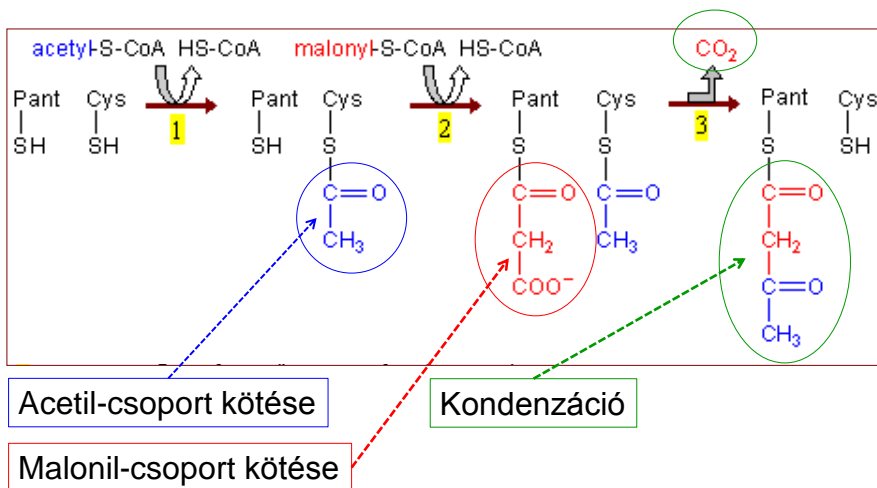 acetyl-S-CoA HS-CoA malonyl-S-CoA HS-CoA CO₂
Pant Cys Pant Cys Pant Cys Pant Cys
1 2 3
SH SH SH S S S S SH
C=O C=O C=O C=O
CH₃ CH₂ CH₃ CH₂
COO⁻ C=O
CH₃
Acetil-csoport kötése
Kondenzáció
Malonil-csoport kötése